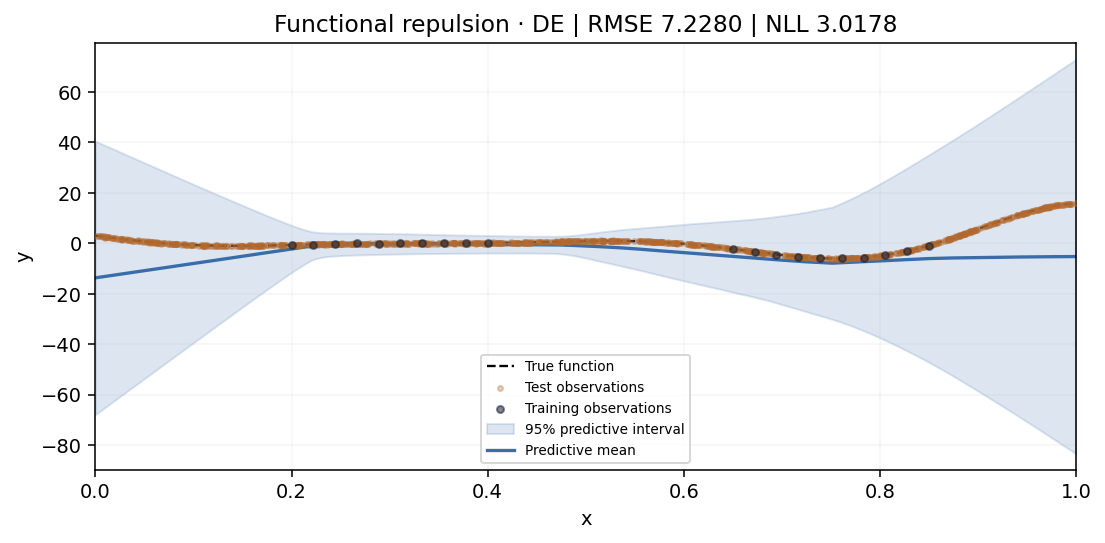 Functional repulsion · DE | RMSE 7.2280 | NLL 3.0178
60
40
20
0
−20
−40
−60
−80
y
True function
Test observations
Training observations
95% predictive interval
Predictive mean
0.0 0.2 0.4 0.6 0.8 1.0
x